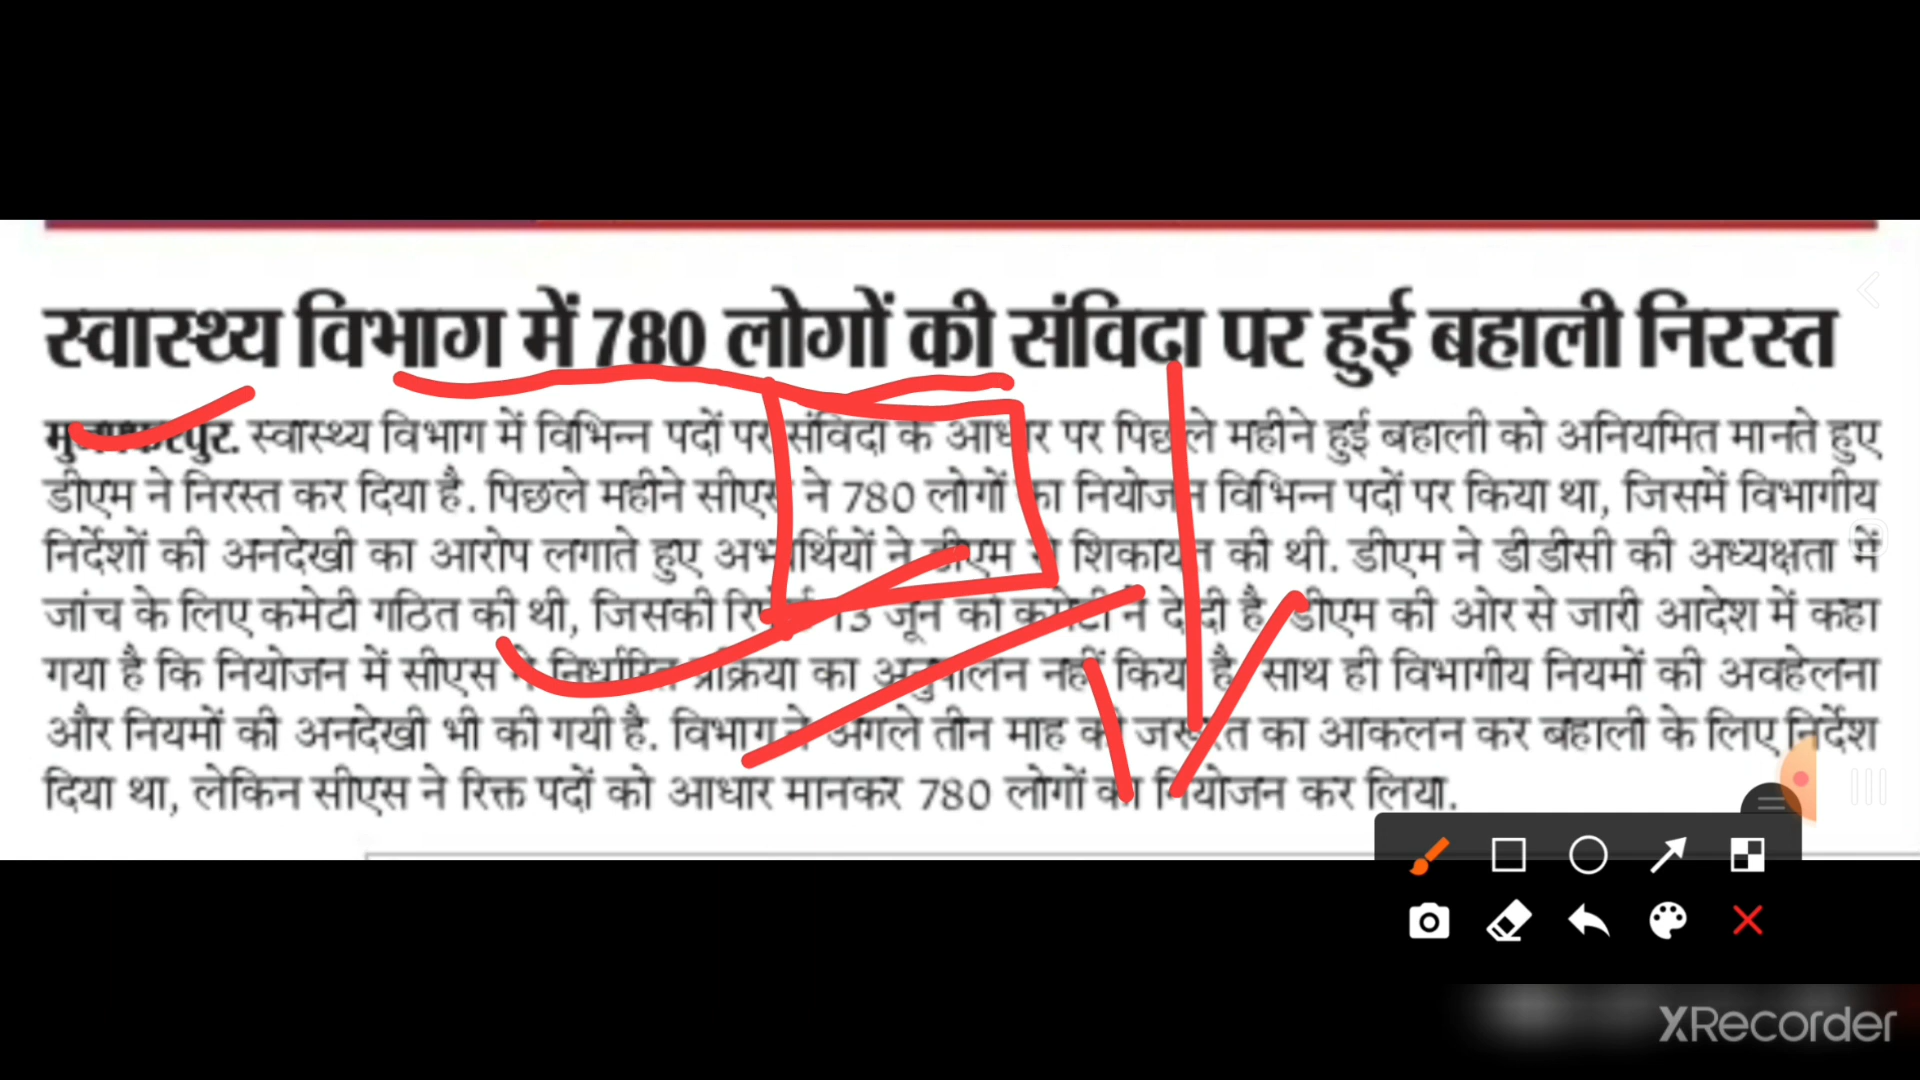 स्वास्थ्य विभाग में 780 लोगों की संविदा पर हुई बहाली निरस्त
मुजफ्फरपुर. स्वास्थ्य विभाग में विभिन्न पदों पर संविदा के आधार पर पिछले महीने हुई बहाली को अनियमित मानते हुए
डीएम ने निरस्त कर दिया है. पिछले महीने सीएस ने 780 लोगों का नियोजन विभिन्न पदों पर किया था, जिसमें विभागीय
निर्देशों की अनदेखी का आरोप लगाते हुए अभ्यर्थियों ने डीएम से शिकायत की थी. डीएम ने डीडीसी की अध्यक्षता में
जांच के लिए कमेटी गठित की थी, जिसकी रिपोर्ट 13 जून को कमेटी ने दे दी है. डीएम की ओर से जारी आदेश में कहा
गया है कि नियोजन में सीएस ने निर्धारित प्रक्रिया का अनुपालन नहीं किया है. साथ ही विभागीय नियमों की अवहेलना
और नियमों की अनदेखी भी की गयी है. विभाग ने अगले तीन माह की जरूरत का आकलन कर बहाली के लिए निर्देश
दिया था, लेकिन सीएस ने रिक्त पदों को आधार मानकर 780 लोगों का नियोजन कर लिया.
XRecorder